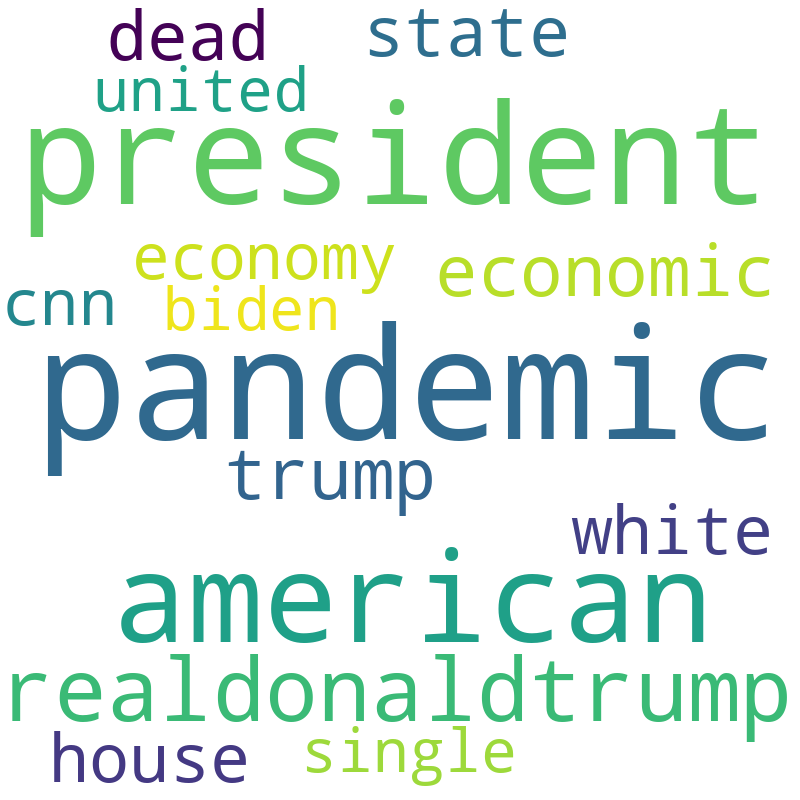 dead state
united
president
economy economic
cnn biden
pandemic
trump
white
american
realdonaldtrump
house single